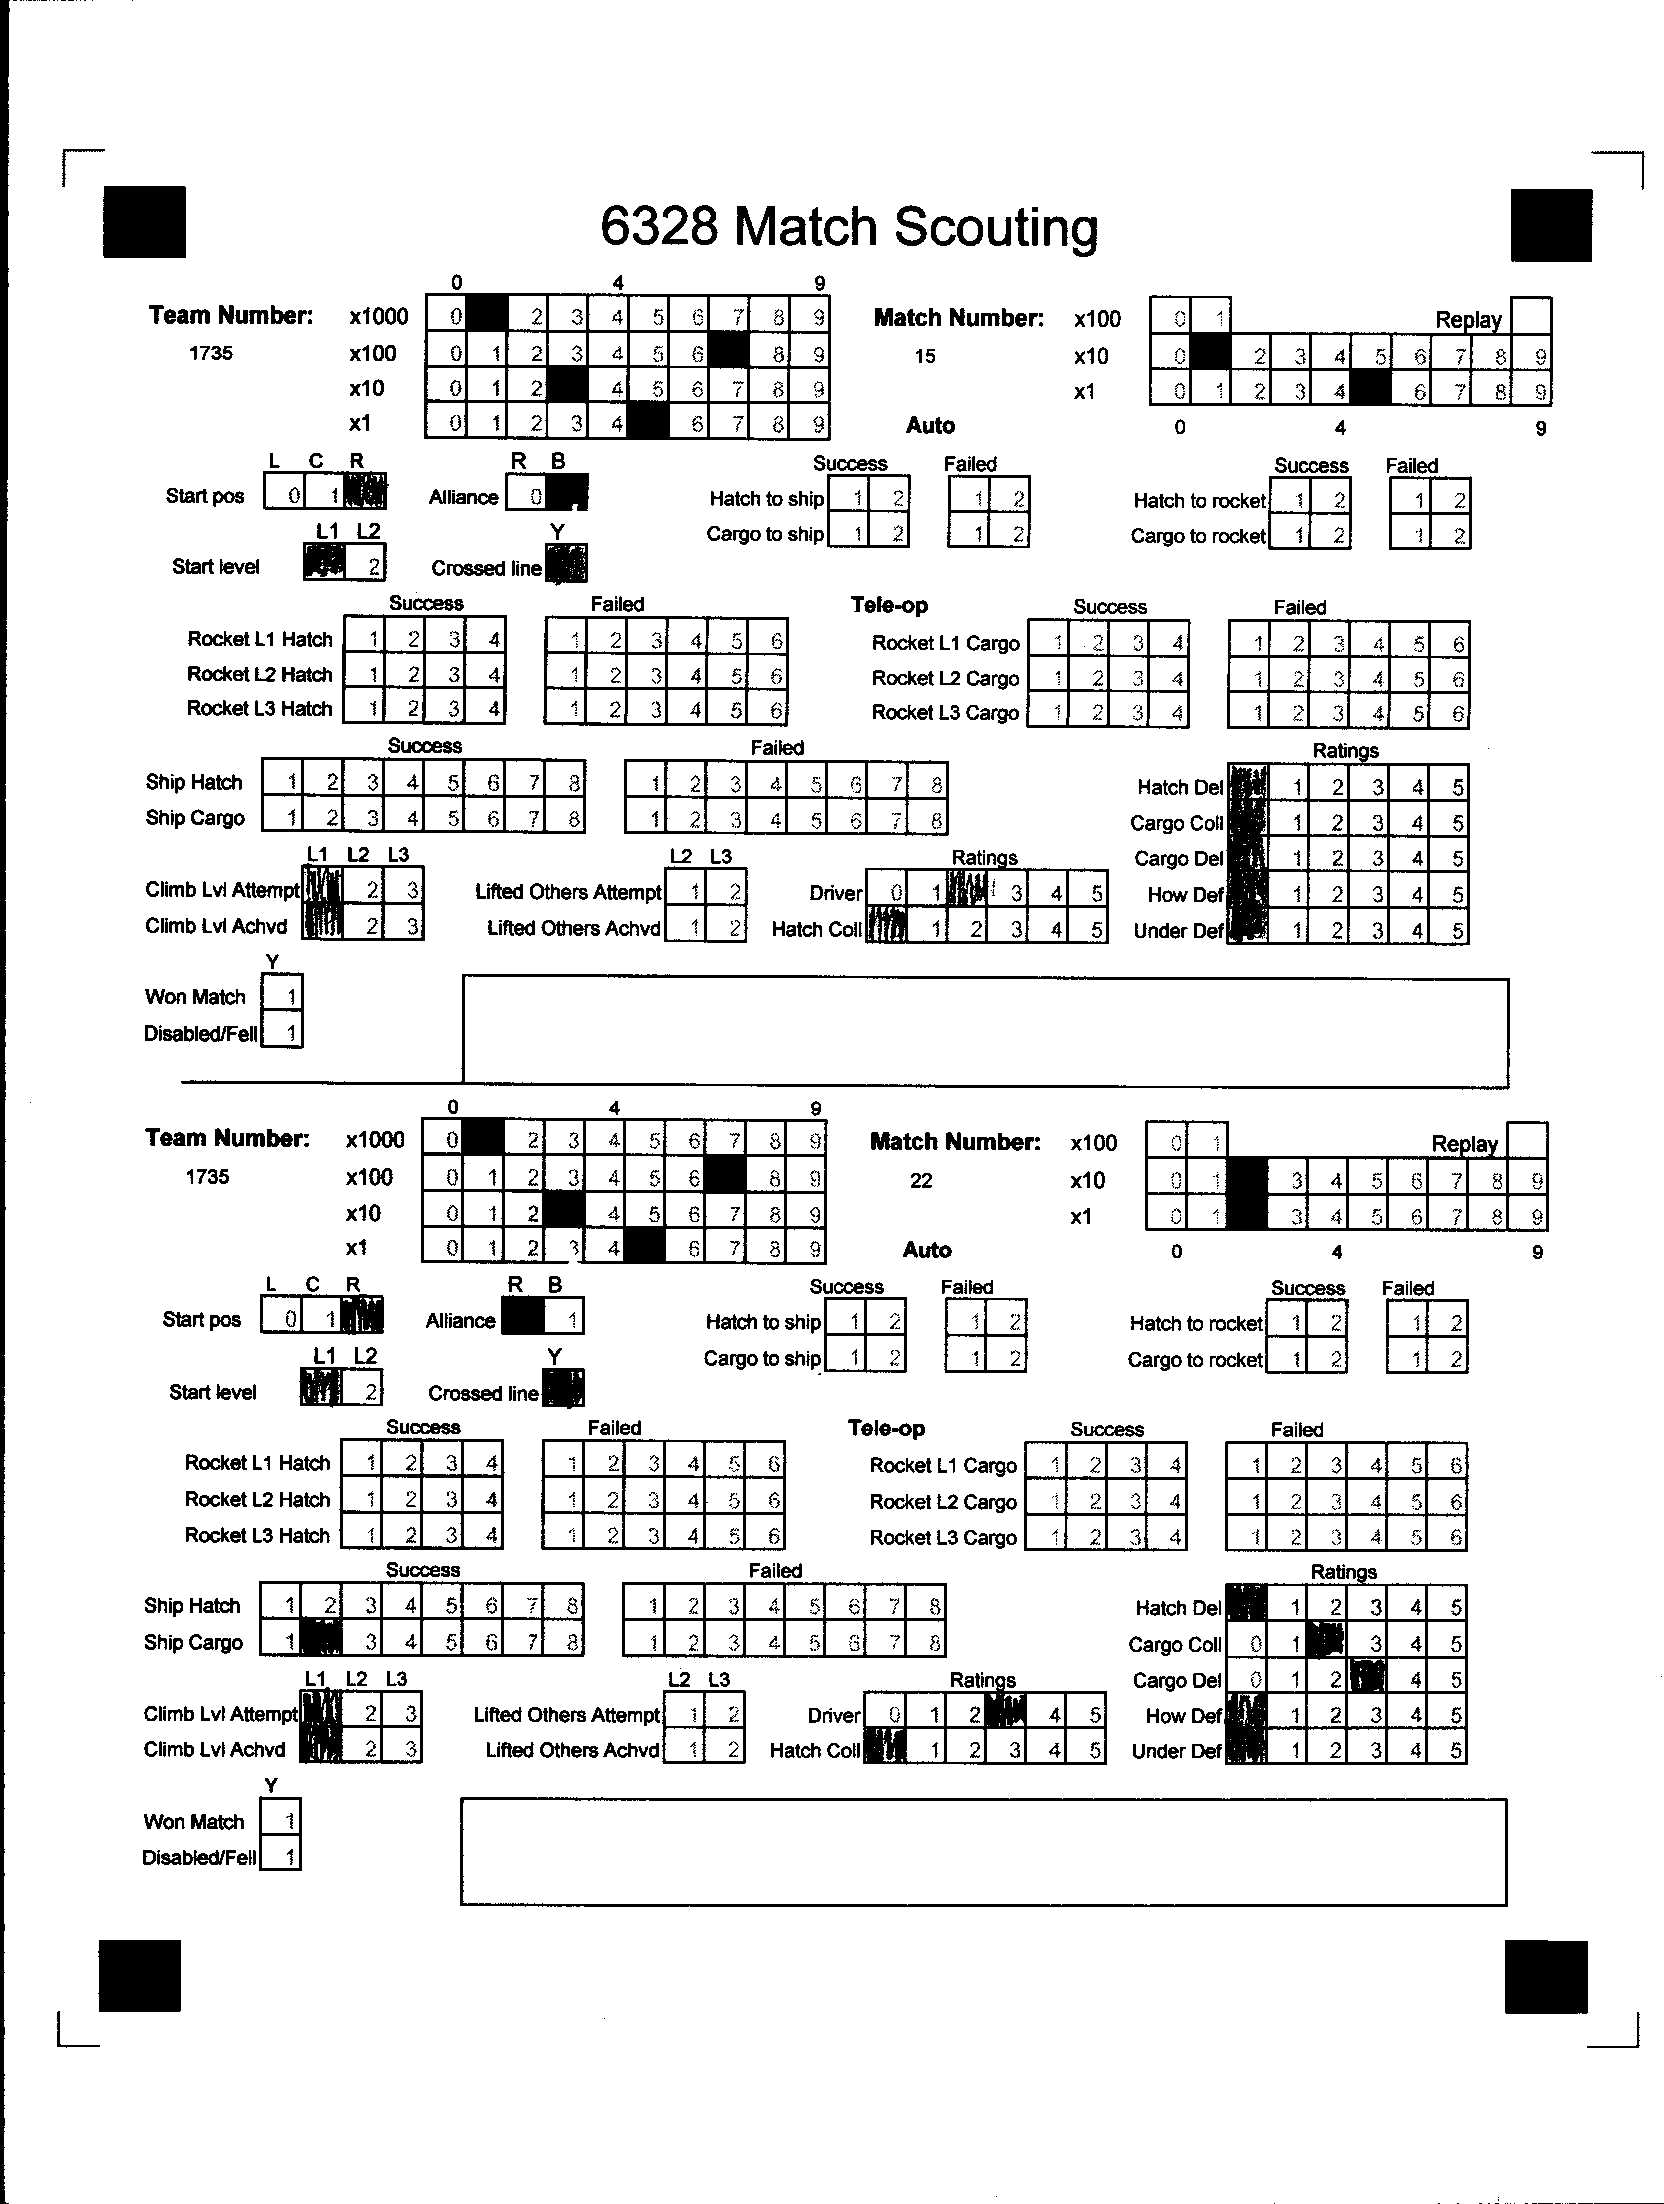 6328 Match Scouting
0 4 9
Team Number: x1000 0 2 3 4 5 6 7 8 9 Match Number: x100 0 1 Replay
1735 x100 0 1 2 3 4 5 6 8 9 15 x10 0 2 3 4 5 6 7 8 9
x10 0 1 2 4 5 6 7 8 9 x1 0 1 2 3 4 6 7 8 9
x1 0 1 2 3 4 6 7 8 9 Auto 0 4 9
L C R R B Success Failed Success Failed
Start pos 0 1 Alliance 0 Hatch to ship 1 2 1 2 Hatch to rocket 1 2 1 2
L1 L2 Y Cargo to ship 1 2 1 2 Cargo to rocket 1 2 1 2
Start level 2 Crossed line
Success Failed Tele-op Success Failed
Rocket L1 Hatch 1 2 3 4 1 2 3 4 5 6 Rocket L1 Cargo 1 2 3 4 1 2 3 4 5 6
Rocket L2 Hatch 1 2 3 4 1 2 3 4 5 6 Rocket L2 Cargo 1 2 3 4 1 2 3 4 5 6
Rocket L3 Hatch 1 2 3 4 1 2 3 4 5 6 Rocket L3 Cargo 1 2 3 4 1 2 3 4 5 6
Success Failed Ratings
Ship Hatch 1 2 3 4 5 6 7 8 1 2 3 4 5 6 7 8 Hatch Del 1 2 3 4 5
Ship Cargo 1 2 3 4 5 6 7 8 1 2 3 4 5 6 7 8 Cargo Coll 1 2 3 4 5
L1 L2 L3 L2 L3 Ratings Cargo Del 1 2 3 4 5
Climb Lvl Attempt 2 3 Lifted Others Attempt 1 2 Driver 0 1 3 4 5 How Def 1 2 3 4 5
Climb Lvl Achvd 2 3 Lifted Others Achvd 1 2 Hatch Coll 1 2 3 4 5 Under Def 1 2 3 4 5
Y
Won Match 1
Disabled/Fell 1
0 4 9
Team Number: x1000 0 2 3 4 5 6 7 8 9 Match Number: x100 0 1 Replay
1735 x100 0 1 2 3 4 5 6 8 9 22 x10 0 1 3 4 5 6 7 8 9
x10 0 1 2 4 5 6 7 8 9 x1 0 1 3 4 5 6 7 8 9
x1 0 1 2 3 4 6 7 8 9 Auto 0 4 9
L C R R B Success Failed Success Failed
Start pos 0 1 Alliance 1 Hatch to ship 1 2 1 2 Hatch to rocket 1 2 1 2
L1 L2 Y Cargo to ship 1 2 1 2 Cargo to rocket 1 2 1 2
Start level 2 Crossed line
Success Failed Tele-op Success Failed
Rocket L1 Hatch 1 2 3 4 1 2 3 4 5 6 Rocket L1 Cargo 1 2 3 4 1 2 3 4 5 6
Rocket L2 Hatch 1 2 3 4 1 2 3 4 5 6 Rocket L2 Cargo 1 2 3 4 1 2 3 4 5 6
Rocket L3 Hatch 1 2 3 4 1 2 3 4 5 6 Rocket L3 Cargo 1 2 3 4 1 2 3 4 5 6
Success Failed Ratings
Ship Hatch 1 2 3 4 5 6 7 8 1 2 3 4 5 6 7 8 Hatch Del 1 2 3 4 5
Ship Cargo 1 3 4 5 6 7 8 1 2 3 4 5 6 7 8 Cargo Coll 0 1 3 4 5
L1 L2 L3 L2 L3 Ratings Cargo Del 0 1 2 4 5
Climb Lvl Attempt 2 3 Lifted Others Attempt 1 2 Driver 0 1 2 4 5 How Def 1 2 3 4 5
Climb Lvl Achvd 2 3 Lifted Others Achvd 1 2 Hatch Coll 1 2 3 4 5 Under Def 1 2 3 4 5
Y
Won Match 1
Disabled/Fell 1